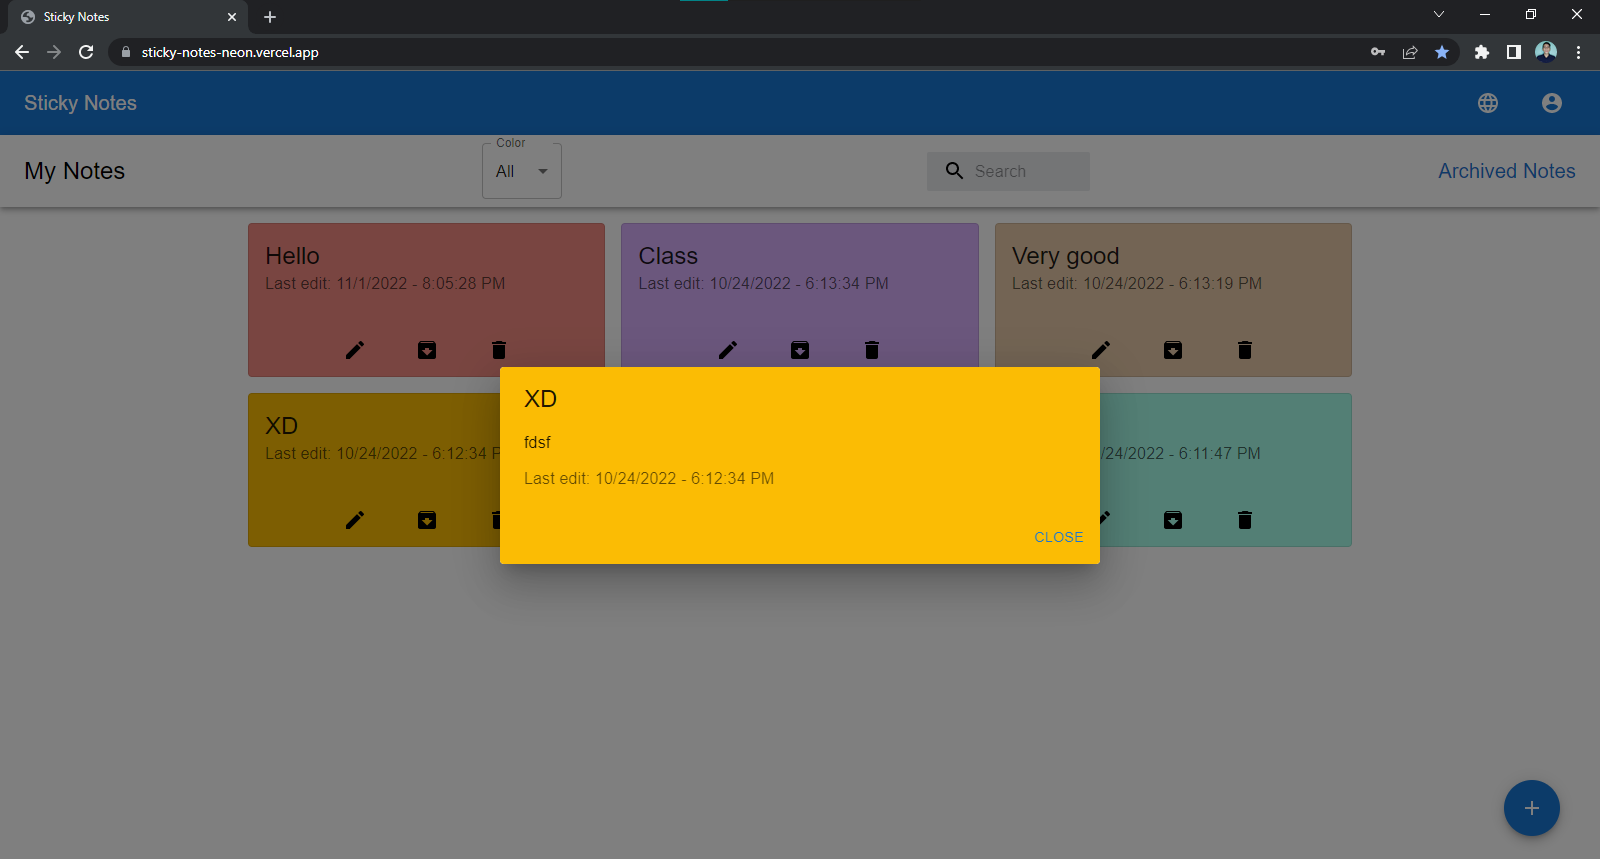 Sticky Notes
sticky-notes-neon.vercel.app
Sticky Notes
My Notes
Color
All
Search
Archived Notes
Hello
Last edit: 11/1/2022 - 8:05:28 PM
Class
Last edit: 10/24/2022 - 6:13:34 PM
Very good
Last edit: 10/24/2022 - 6:13:19 PM
XD
Last edit: 10/24/2022 - 6:12:34
/24/2022 - 6:11:47 PM
XD
fdsf
Last edit: 10/24/2022 - 6:12:34 PM
CLOSE